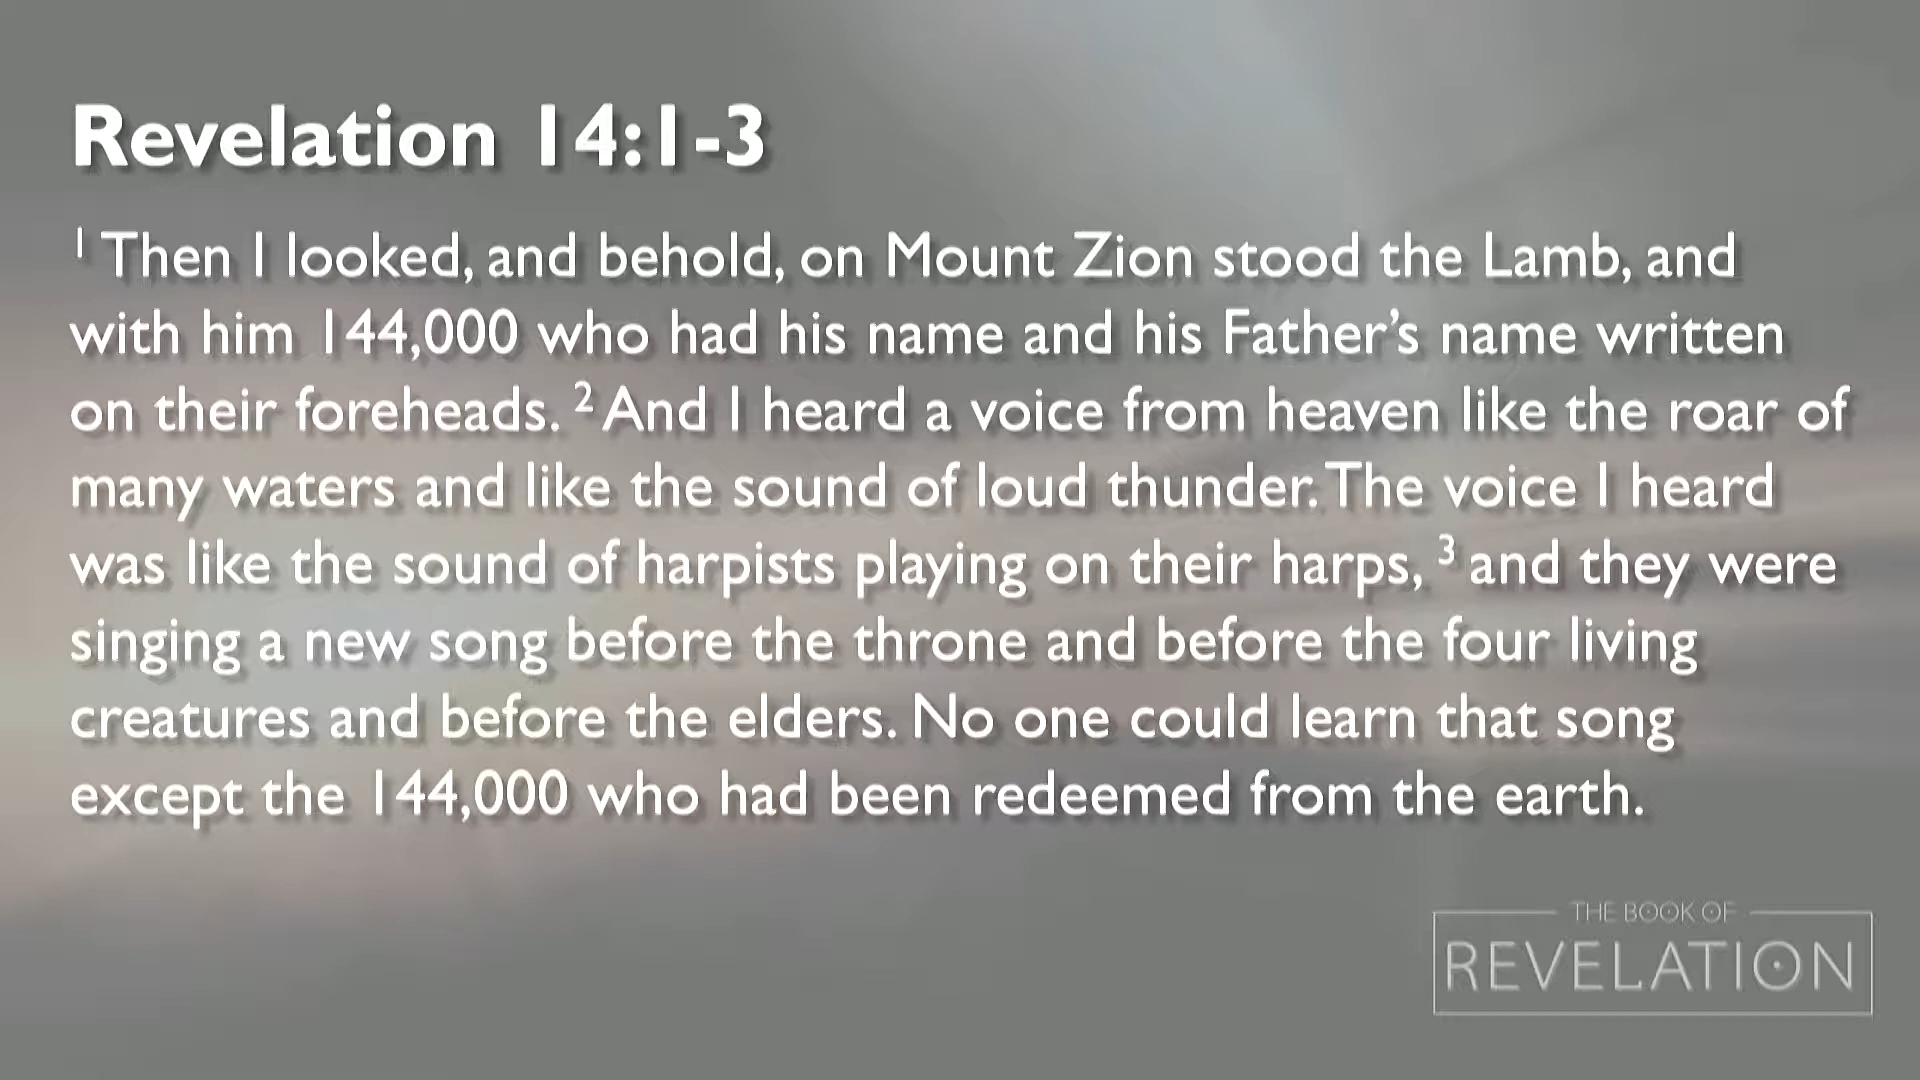 Revelation 14:1-3
1 Then I looked, and behold, on Mount Zion stood the Lamb, and
with him 144,000 who had his name and his Father’s name written
on their foreheads. 2 And I heard a voice from heaven like the roar of
many waters and like the sound of loud thunder. The voice I heard
was like the sound of harpists playing on their harps, 3 and they were
singing a new song before the throne and before the four living
creatures and before the elders. No one could learn that song
except the 144,000 who had been redeemed from the earth.
THE BOOK OF
REVELATION